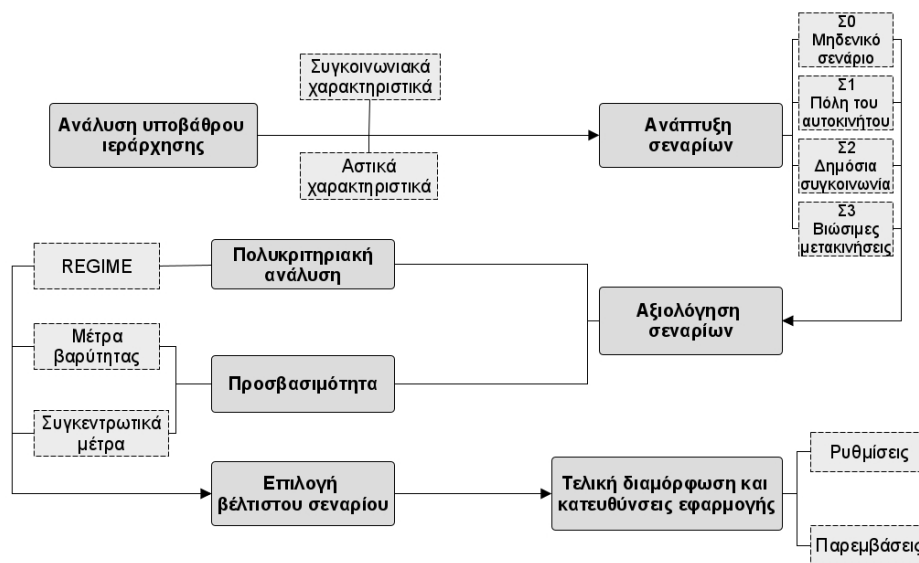 Συγκοινωνιακά
χαρακτηριστικά
Ανάλυση υποβάθρου
ιεράρχησης
Αστικά
χαρακτηριστικά
Ανάπτυξη
σεναρίων
Σ0
Μηδενικό
σενάριο
Σ1
Πόλη του
αυτοκινήτου
Σ2
Δημόσια
συγκοινωνία
Σ3
Βιώσιμες
μετακινήσεις
REGIME
Πολυκριτηριακή
ανάλυση
Αξιολόγηση
σεναρίων
Μέτρα
βαρύτητας
Προσβασιμότητα
Συγκεντρωτικά
μέτρα
Επιλογή
βέλτιστου σεναρίου
Τελική διαμόρφωση και
κατευθύνσεις εφαρμογής
Ρυθμίσεις
Παρεμβάσεις